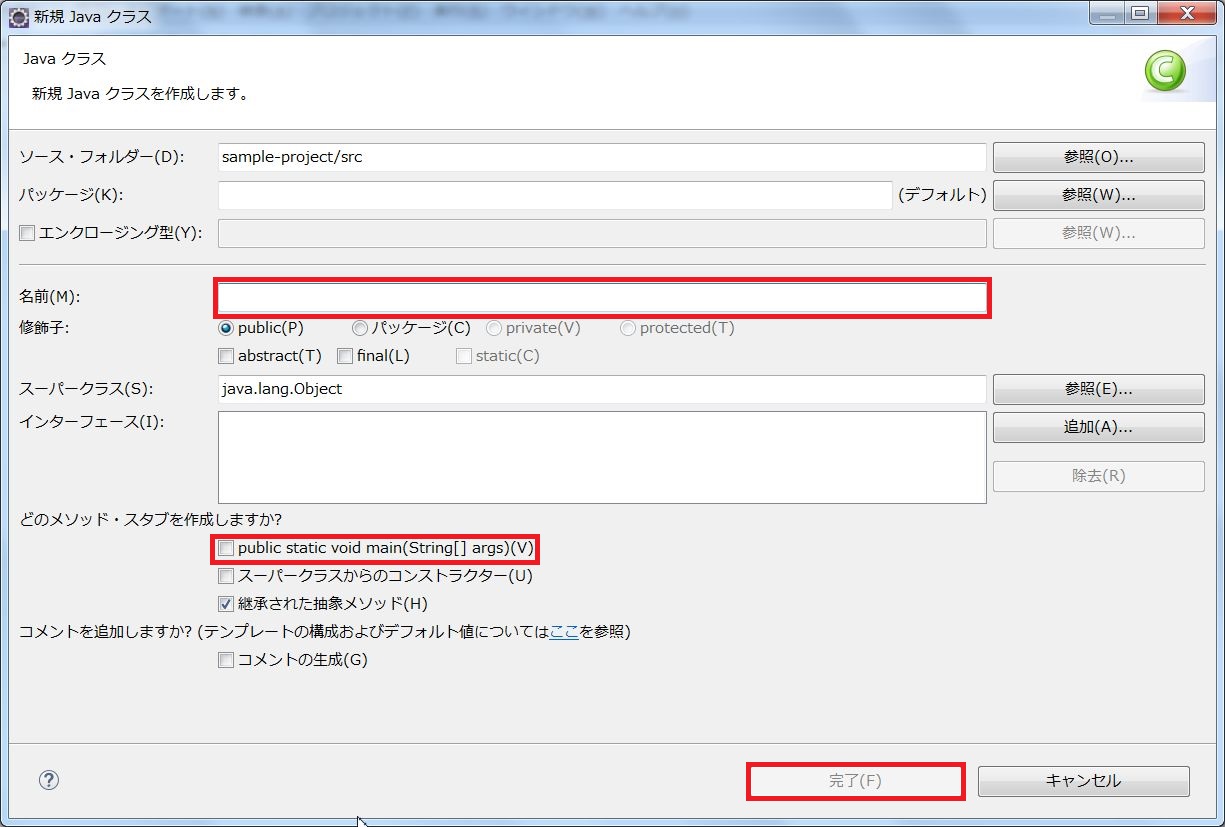 新規 Java クラス
Java クラス
新規 Java クラスを作成します。
ソース・フォルダー(D): sample-project/src 参照(O)...
パッケージ(K): (デフォルト) 参照(W)...
エンクロージング型(Y): 参照(W)...
名前(M):
修飾子: public(P) パッケージ(C) private(V) protected(T)
abstract(T) final(L) static(C)
スーパークラス(S): java.lang.Object 参照(E)...
インターフェース(I): 追加(A)...
除去(R)
どのメソッド・スタブを作成しますか?
public static void main(String[] args)(V)
スーパークラスからのコンストラクター(U)
継承された抽象メソッド(H)
コメントを追加しますか? (テンプレートの構成およびデフォルト値についてはここを参照)
コメントの生成(G)
完了(F) キャンセル